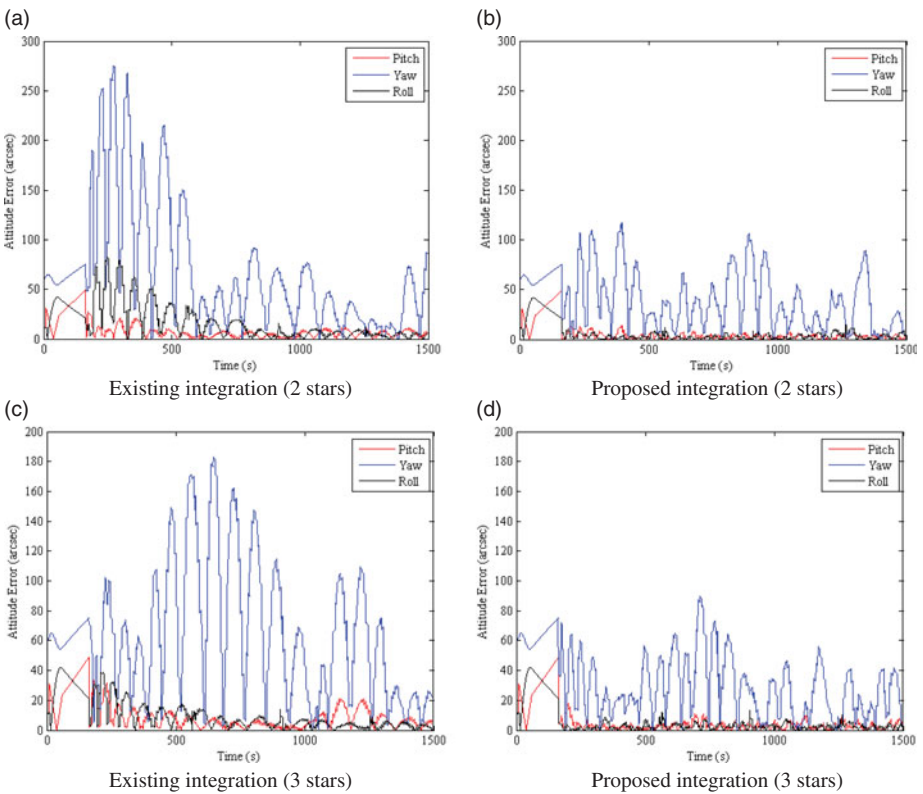 (a)
300
250
200
150
100
50
0
Attitude Error (arcsec)
Pitch
Yaw
Roll
0 500 1000 1500
Time (s)
Existing integration (2 stars)
(b)
300
250
200
150
100
50
0
Attitude Error (arcsec)
Pitch
Yaw
Roll
0 500 1000 1500
Time (s)
Proposed integration (2 stars)
(c)
200
180
160
140
120
100
80
60
40
20
0
Attitude Error (arcsec)
Pitch
Yaw
Roll
0 500 1000 1500
Time (s)
Existing integration (3 stars)
(d)
200
180
160
140
120
100
80
60
40
20
0
Attitude Error (arcsec)
Pitch
Yaw
Roll
0 500 1000 1500
Time (s)
Proposed integration (3 stars)